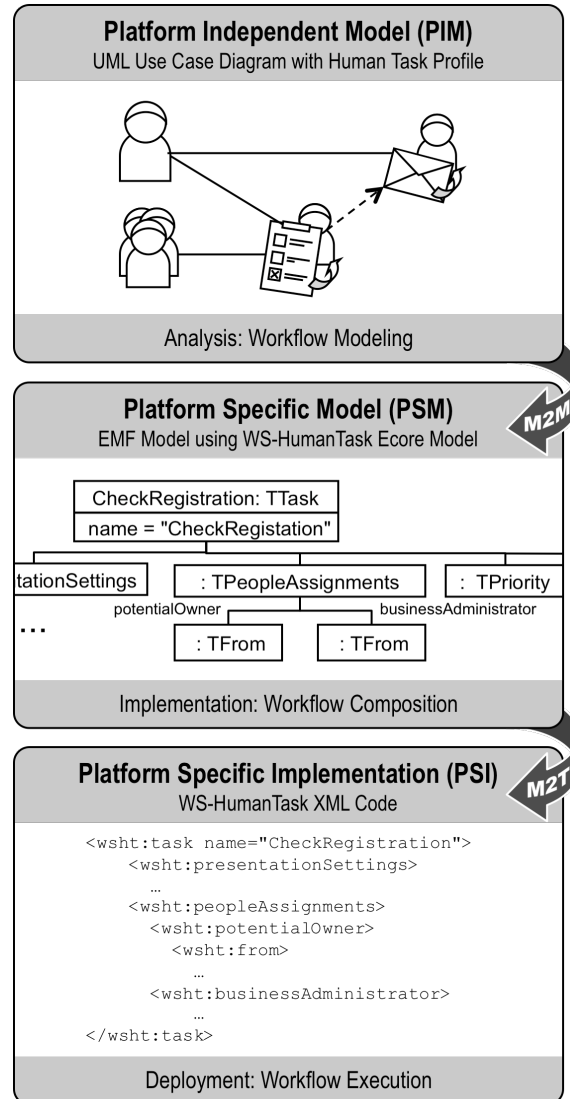 Platform Independent Model (PIM)
UML Use Case Diagram with Human Task Profile
Analysis: Workflow Modeling
M2M
Platform Specific Model (PSM)
EMF Model using WS-HumanTask Ecore Model
CheckRegistration: TTask
name = "CheckRegistation"
tationSettings
: TPeopleAssignments
: TPriority
potentialOwner
businessAdministrator
...
: TFrom
: TFrom
Implementation: Workflow Composition
M2T
Platform Specific Implementation (PSI)
WS-HumanTask XML Code
<wsht:task name="CheckRegistration">
<wsht:presentationSettings>
…
<wsht:peopleAssignments>
<wsht:potentialOwner>
<wsht:from>
…
<wsht:businessAdministrator>
…
</wsht:task>
Deployment: Workflow Execution